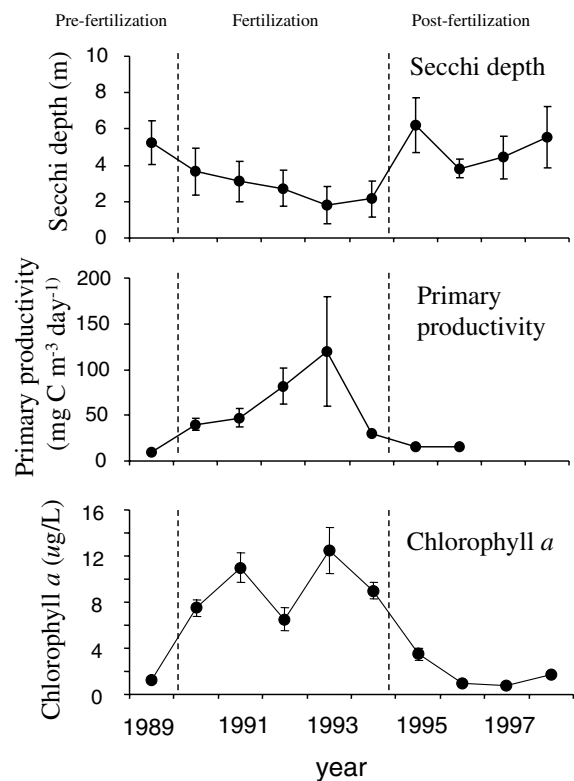 Pre-fertilization Fertilization Post-fertilization
Secchi depth
Secchi depth (m)
10
8
6
4
2
0
Primary
productivity
Primary productivity
(mg C m⁻³ day⁻¹)
200
150
100
50
0
Chlorophyll a
Chlorophyll a (ug/L)
16
12
8
4
0
1989 1991 1993 1995 1997
year